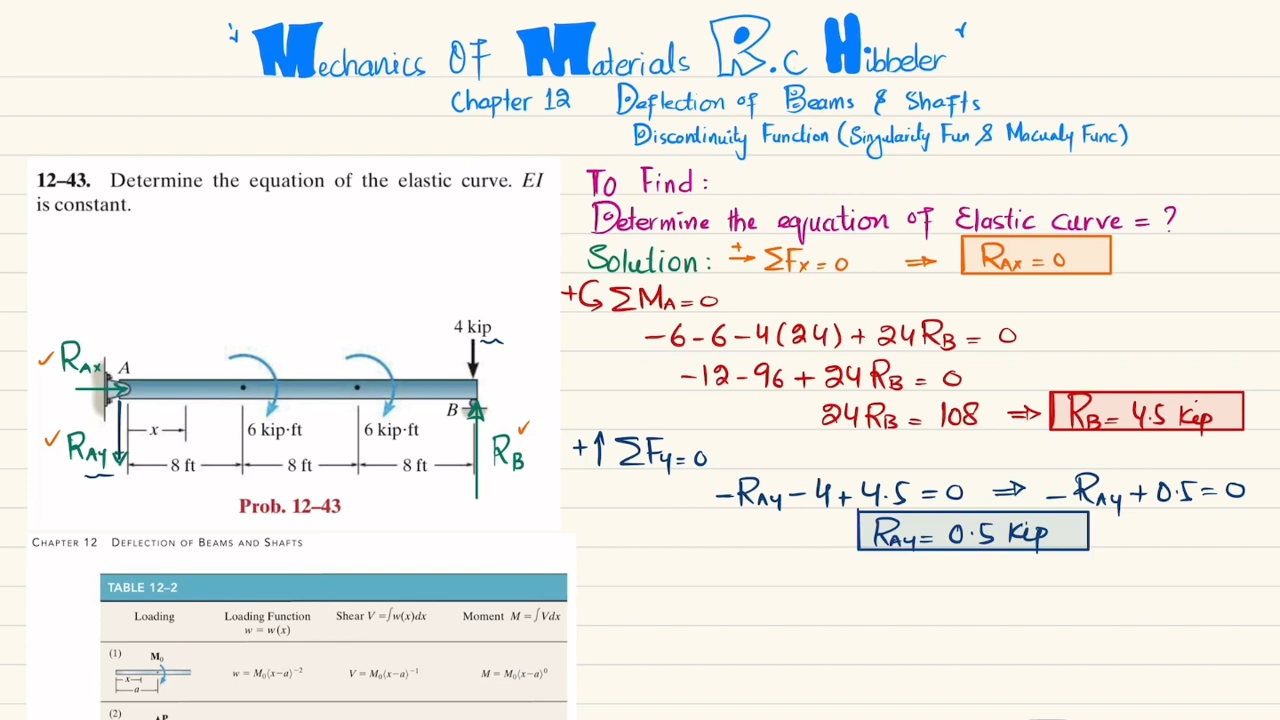 " Mechanics Of Materials R.c Hibbeler "
Chapter 12 Deflection of Beams & Shafts
Discontinuity Function (Singularity Fun & Macualy Func)
12–43. Determine the equation of the elastic curve. EI
is constant.
4 kip
RAx
A
x
6 kip·ft
6 kip·ft
B
RAy
RB
8 ft
8 ft
8 ft
Prob. 12–43
To Find:
Determine the equation of Elastic curve = ?
Solution: →+ ΣFx = 0 ⇒ RAx = 0
+↺ ΣMA = 0
-6-6-4(24) + 24RB = 0
-12-96 + 24RB = 0
24RB = 108 ⇒ RB = 4.5 Kip
+↑ ΣFy = 0
-RAy - 4 + 4.5 = 0 ⇒ -RAy + 0.5 = 0
RAy = 0.5 Kip
CHAPTER 12 DEFLECTION OF BEAMS AND SHAFTS
TABLE 12–2
Loading Loading Function Shear V = ∫w(x)dx Moment M = ∫Vdx
w = w(x)
(1) M₀
w = M₀⟨x−a⟩⁻² V = M₀⟨x−a⟩⁻¹ M = M₀⟨x−a⟩⁰
x
a
(2) P